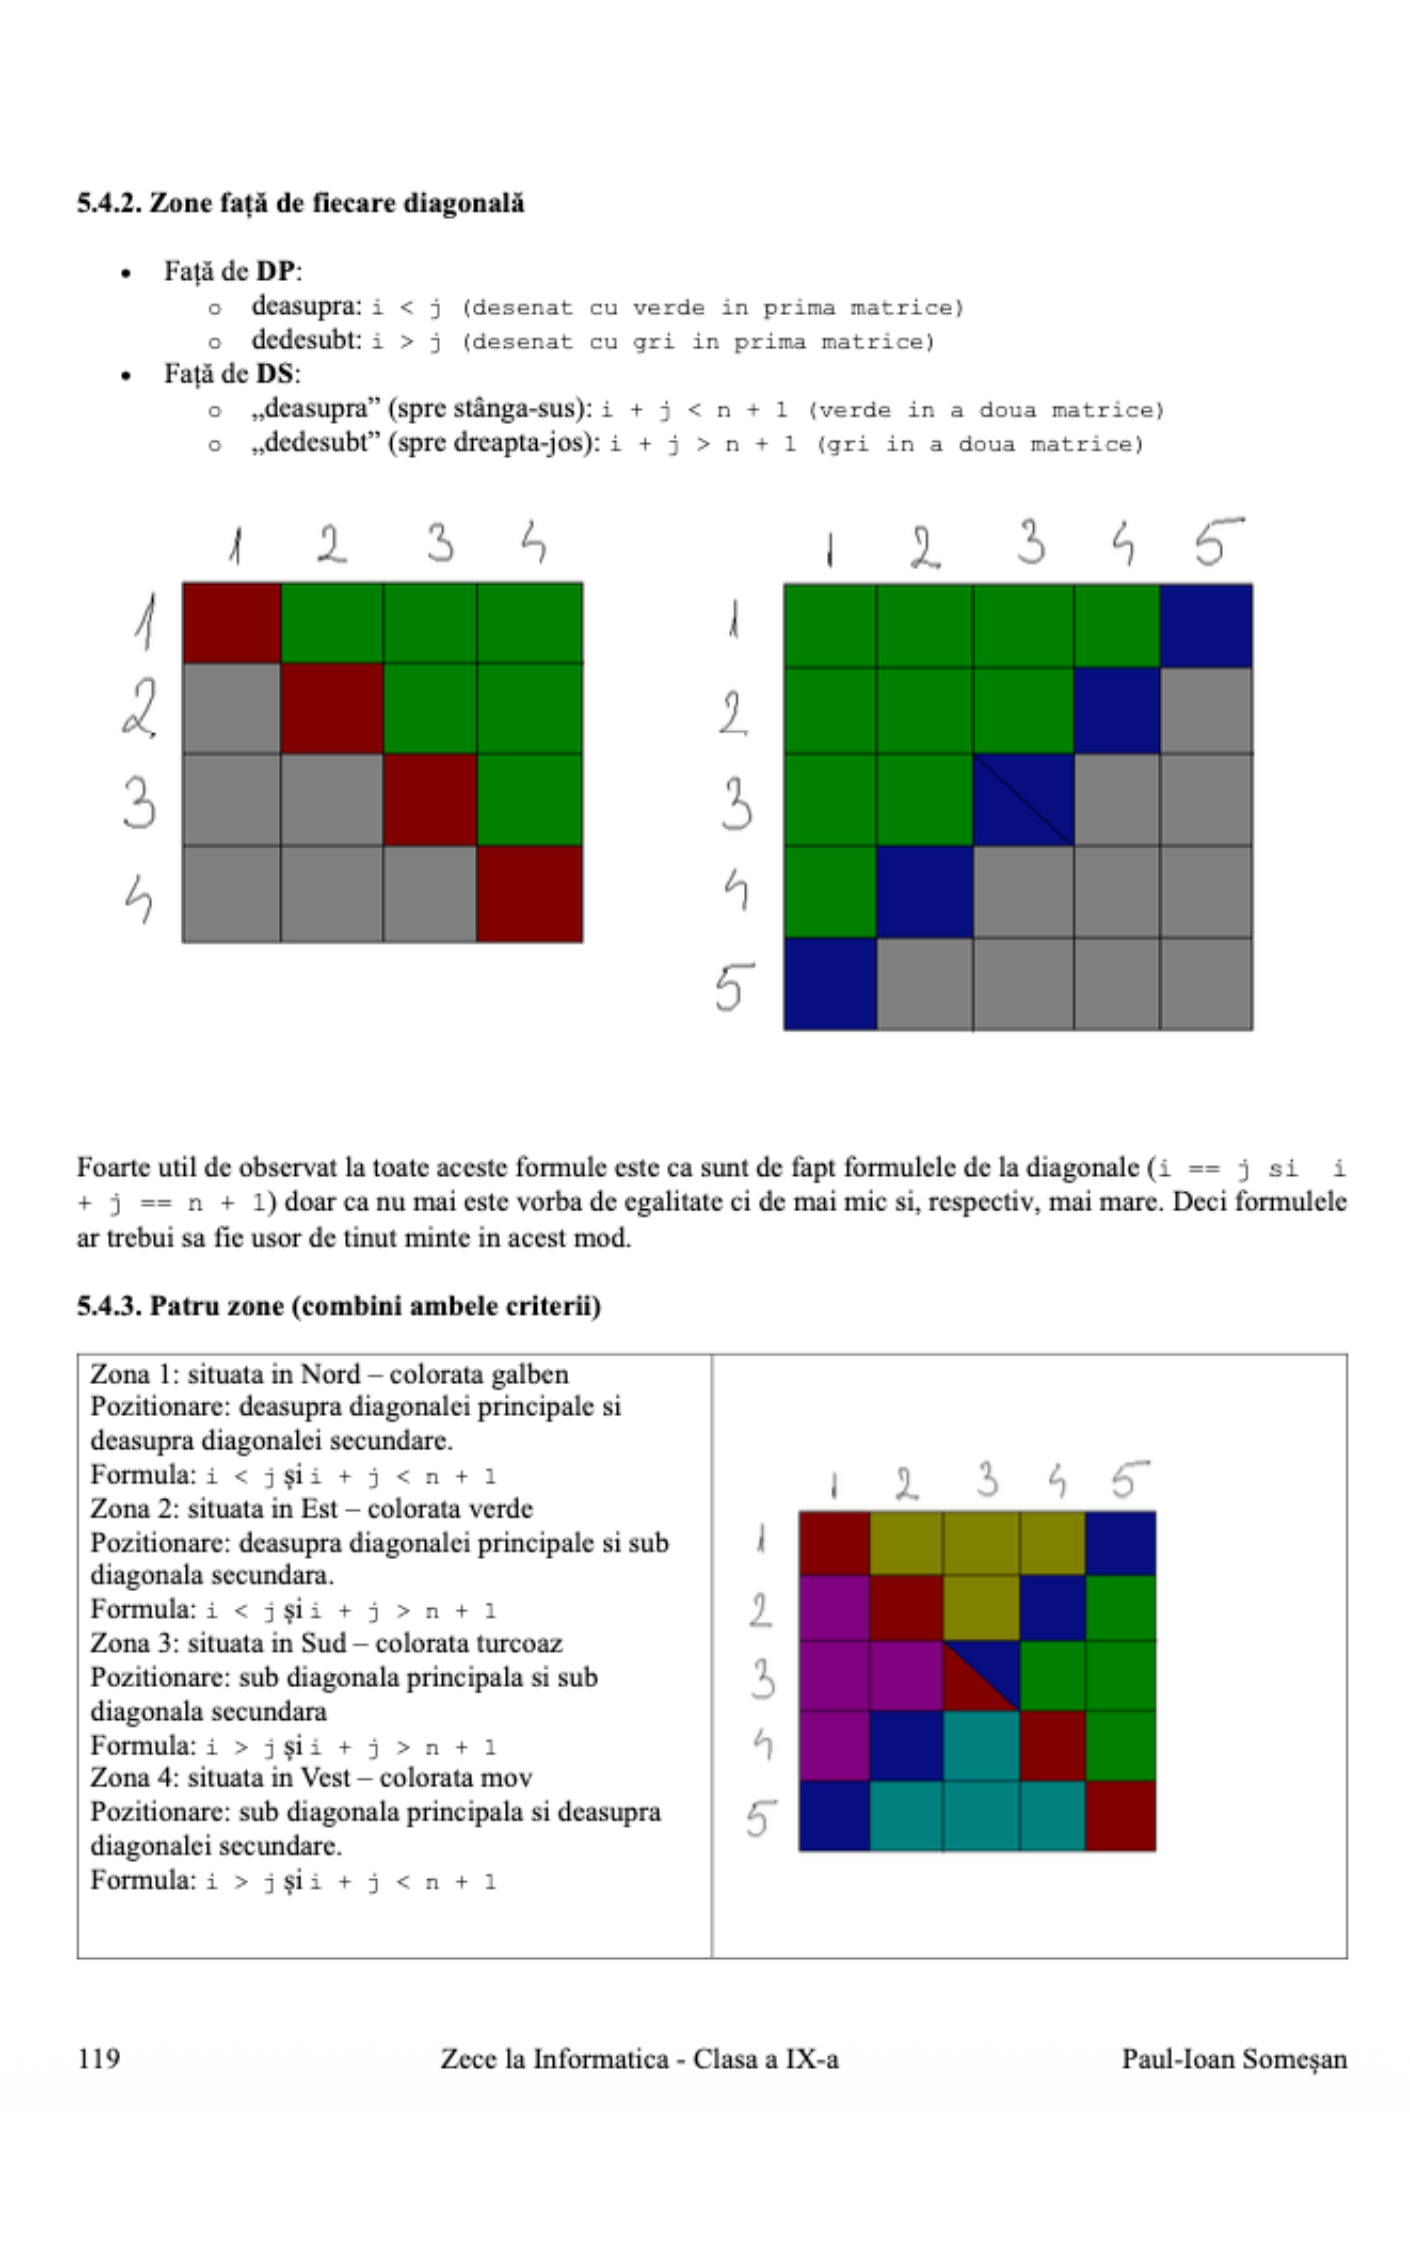 5.4.2. Zone față de fiecare diagonală
• Față de DP:
o deasupra: i < j (desenat cu verde in prima matrice)
o dedesubt: i > j (desenat cu gri in prima matrice)
• Față de DS:
o „deasupra” (spre stânga-sus): i + j < n + 1 (verde in a doua matrice)
o „dedesubt” (spre dreapta-jos): i + j > n + 1 (gri in a doua matrice)
1 2 3 4
1
2
3
4
1 2 3 4 5
1
2
3
4
5
Foarte util de observat la toate aceste formule este ca sunt de fapt formulele de la diagonale (i == j si i
+ j == n + 1) doar ca nu mai este vorba de egalitate ci de mai mic si, respectiv, mai mare. Deci formulele
ar trebui sa fie usor de tinut minte in acest mod.
5.4.3. Patru zone (combini ambele criterii)
Zona 1: situata in Nord – colorata galben
Pozitionare: deasupra diagonalei principale si
deasupra diagonalei secundare.
Formula: i < j și i + j < n + 1
Zona 2: situata in Est – colorata verde
Pozitionare: deasupra diagonalei principale si sub
diagonala secundara.
Formula: i < j și i + j > n + 1
Zona 3: situata in Sud – colorata turcoaz
Pozitionare: sub diagonala principala si sub
diagonala secundara
Formula: i > j și i + j > n + 1
Zona 4: situata in Vest – colorata mov
Pozitionare: sub diagonala principala si deasupra
diagonalei secundare.
Formula: i > j și i + j < n + 1
1 2 3 4 5
1
2
3
4
5
119 Zece la Informatica - Clasa a IX-a Paul-Ioan Someșan